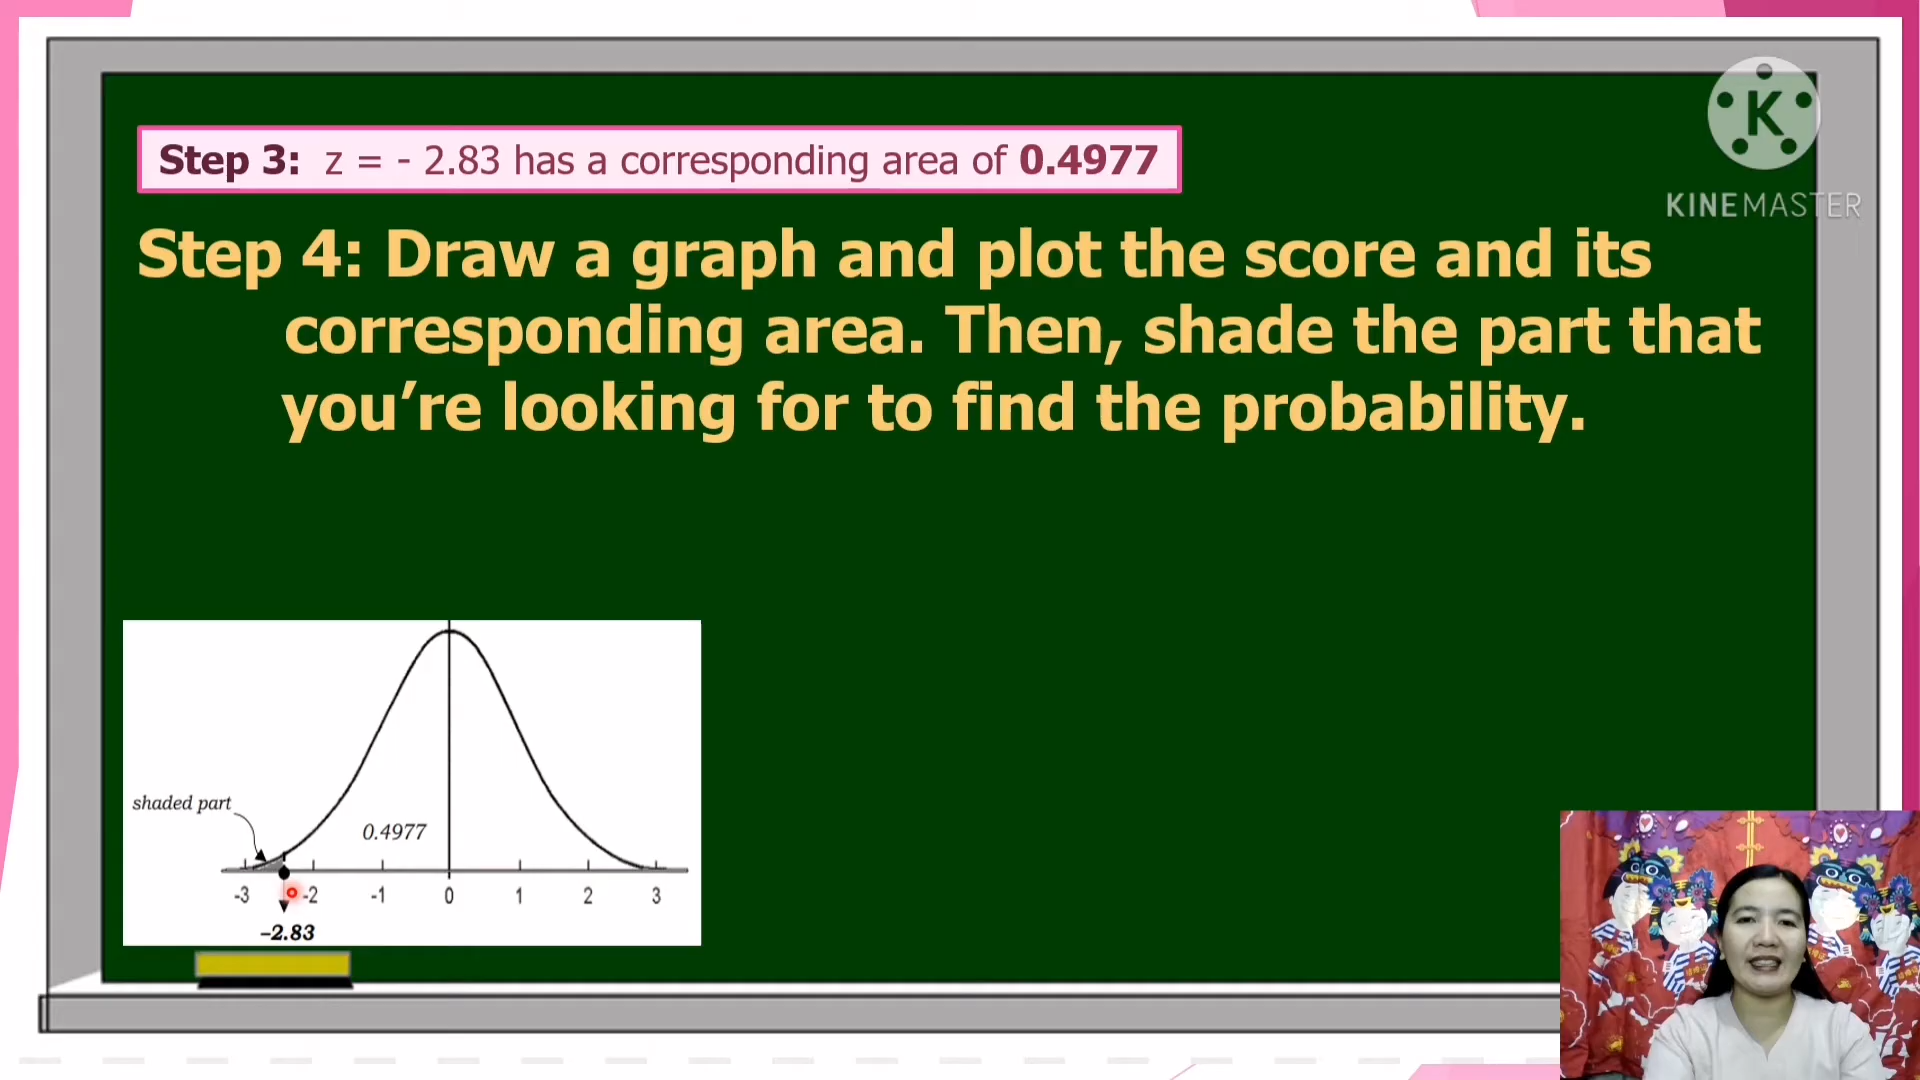 K
KINEMASTER
Step 3: z = - 2.83 has a corresponding area of 0.4977
Step 4: Draw a graph and plot the score and its
corresponding area. Then, shade the part that
you're looking for to find the probability.
shaded part
0.4977
-3 -2 -1 0 1 2 3
–2.83